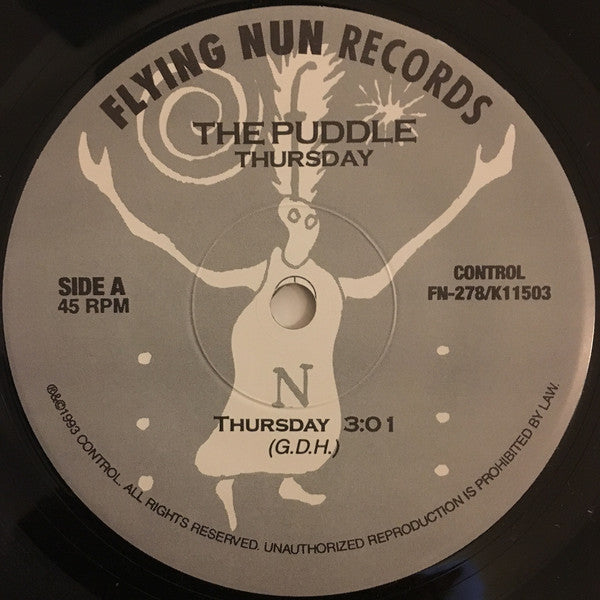 FLYING NUN RECORDS
THE PUDDLE
THURSDAY
SIDE A
45 RPM
CONTROL
FN-278/K11503
N
THURSDAY 3:01
(G.D.H.)
℗&©1993 CONTROL. ALL RIGHTS RESERVED. UNAUTHORIZED REPRODUCTION IS PROHIBITED BY LAW.